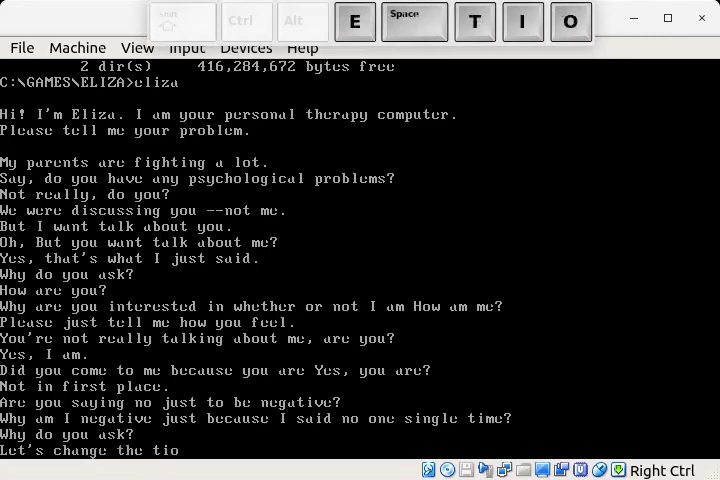 Shift Ctrl Alt E Space T I O
File Machine View Input Devices Help
2 dir(s) 416,284,672 bytes free
C:\GAMES\ELIZA>eliza
Hi! I'm Eliza. I am your personal therapy computer.
Please tell me your problem.
My parents are fighting a lot.
Say, do you have any psychological problems?
Not really, do you?
We were discussing you --not me.
But I want talk about you.
Oh, But you want talk about me?
Yes, that's what I just said.
Why do you ask?
How are you?
Why are you interested in whether or not I am How am me?
Please just tell me how you feel.
You're not really talking about me, are you?
Yes, I am.
Did you come to me because you are Yes, you are?
Not in first place.
Are you saying no just to be negative?
Why am I negative just because I said no one single time?
Why do you ask?
Let's change the tio
Right Ctrl